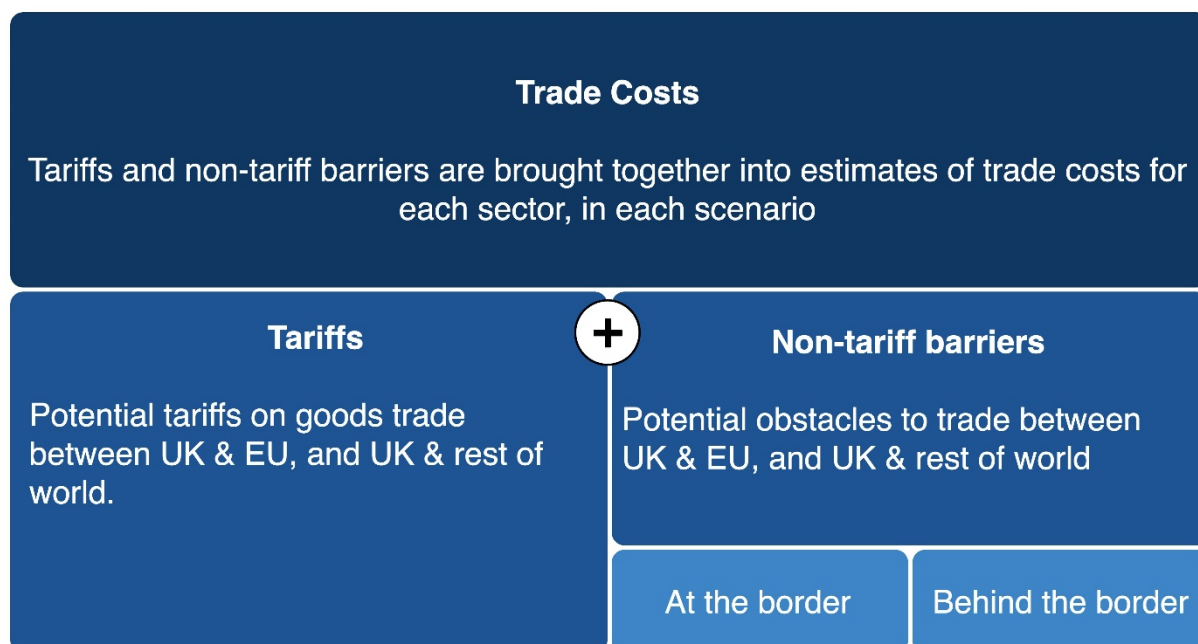 Trade Costs
Tariffs and non-tariff barriers are brought together into estimates of trade costs for
each sector, in each scenario
Tariffs
Potential tariffs on goods trade
between UK & EU, and UK & rest of
world.
+
Non-tariff barriers
Potential obstacles to trade between
UK & EU, and UK & rest of world
At the border
Behind the border